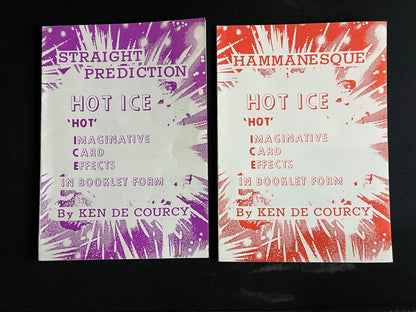 STRAIGHT
PREDICTION
HOT ICE
'HOT'
IMAGINATIVE
CARD
EFFECTS
IN BOOKLET FORM
By KEN DE COURCY
HAMMANESQUE
HOT ICE
'HOT'
IMAGINATIVE
CARD
EFFECTS
IN BOOKLET FORM
By KEN DE COURCY